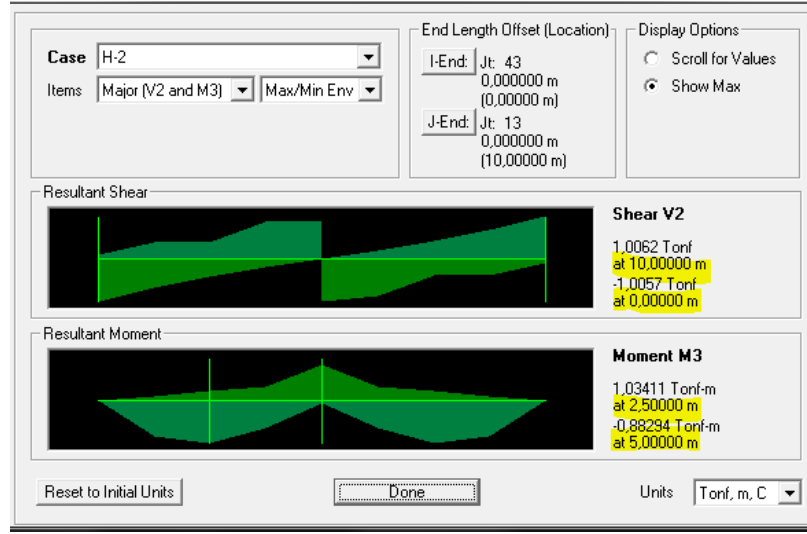 Case H-2
Items Major (V2 and M3) Max/Min Env
End Length Offset (Location)
I-End: Jt: 43
0,000000 m
(0,00000 m)
J-End: Jt: 13
0,000000 m
(10,00000 m)
Display Options
Scroll for Values
Show Max
Resultant Shear
Shear V2
1,0062 Tonf
at 10,00000 m
-1,0057 Tonf
at 0,00000 m
Resultant Moment
Moment M3
1,03411 Tonf-m
at 2,50000 m
-0,88294 Tonf-m
at 5,00000 m
Reset to Initial Units
Done
Units Tonf, m, C